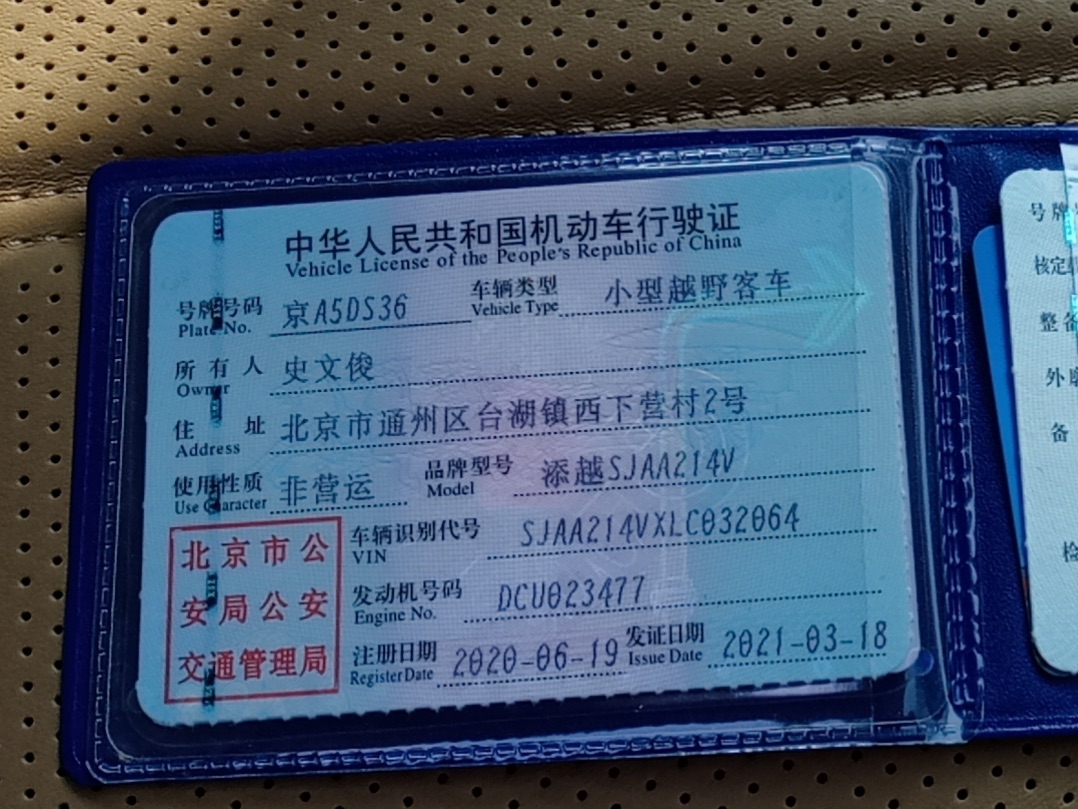 中华人民共和国机动车行驶证
Vehicle License of the People's Republic of China
号牌号码 京A5DS36 车辆类型 小型越野客车
Plate No. Vehicle Type
所有人 史文俊
Owner
住址 北京市通州区台湖镇西下营村2号
Address
使用性质 非营运 品牌型号 添越SJAA214V
Use Character Model
车辆识别代号 SJAA214VXLC032064
VIN
发动机号码 DCU023477
Engine No.
注册日期 2020-06-19 发证日期 2021-03-18
Register Date Issue Date
北京市公
安局公安
交通管理局
号牌
核定
整备
外廓
备
检